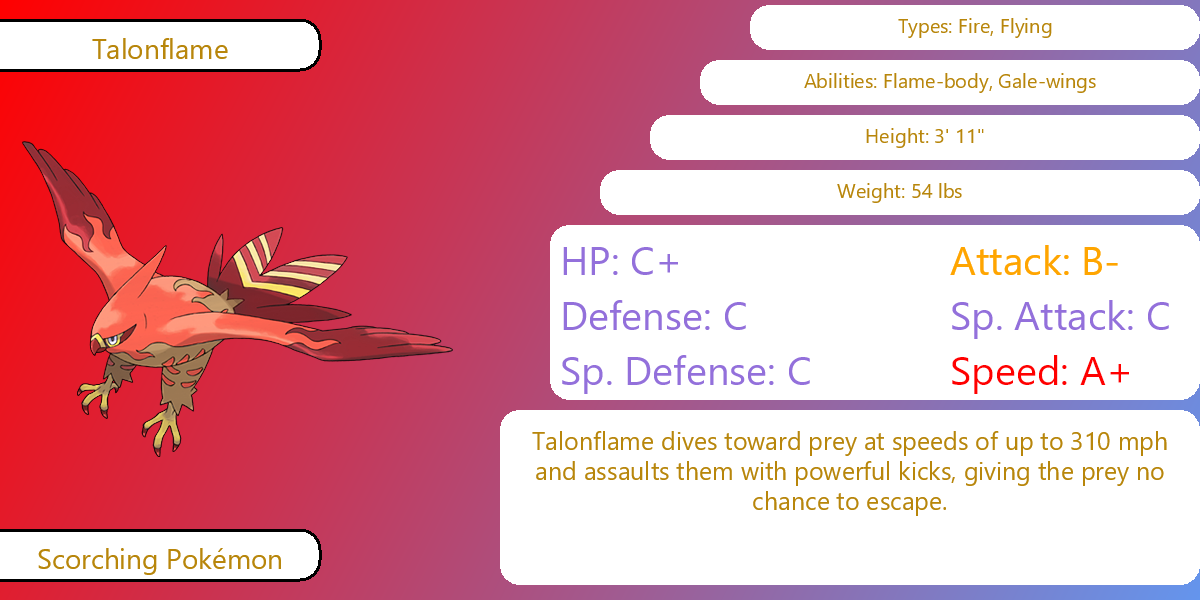 Talonflame
Types: Fire, Flying
Abilities: Flame-body, Gale-wings
Height: 3' 11"
Weight: 54 lbs
HP: C+
Attack: B-
Defense: C
Sp. Attack: C
Sp. Defense: C
Speed: A+
Talonflame dives toward prey at speeds of up to 310 mph
and assaults them with powerful kicks, giving the prey no
chance to escape.
Scorching Pokémon